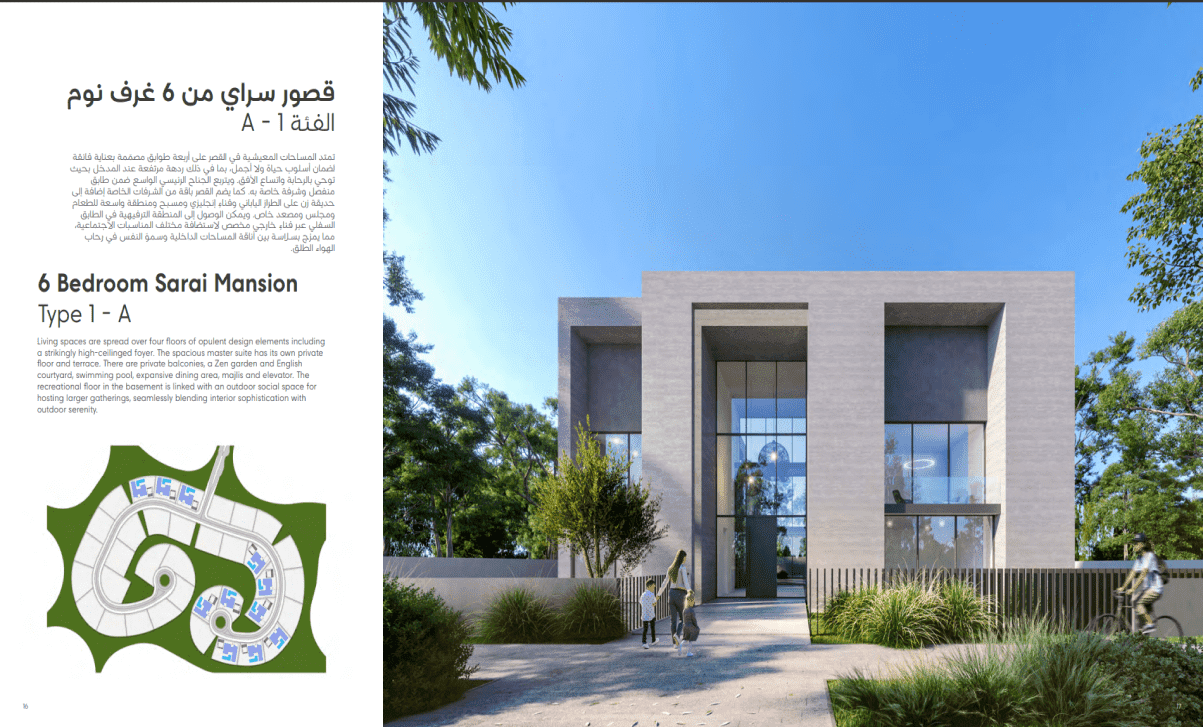 قصور سراي من 6 غرف نوم
الفئة 1 - A
تمتد المساحات المعيشية في القصر على أربعة طوابق مصممة بعناية فائقة
لضمان أسلوب حياة ولا أجمل، بما في ذلك ردهة مرتفعة عند المدخل بحيث
توحي بالرحابة واتساع الأفق. ويتربع الجناح الرئيسي الواسع ضمن طابق
منفصل وشرفة خاصة به. كما يضم القصر باقة من الشرفات الخاصة إضافة إلى
حديقة زن على الطراز الياباني وفناء إنجليزي ومسبح ومنطقة واسعة للطعام
ومجلس ومصعد خاص. ويمكن الوصول إلى المنطقة الترفيهية في الطابق
السفلي عبر فناء خارجي مخصص لاستضافة مختلف المناسبات الاجتماعية،
مما يمزج بسلاسة بين أناقة المساحات الداخلية وسمو النفس في رحاب
الهواء الطلق.
6 Bedroom Sarai Mansion
Type 1 - A
Living spaces are spread over four floors of opulent design elements including
a strikingly high-ceilinged foyer. The spacious master suite has its own private
floor and terrace. There are private balconies, a Zen garden and English
courtyard, swimming pool, expansive dining area, majlis and elevator. The
recreational floor in the basement is linked with an outdoor social space for
hosting larger gatherings, seamlessly blending interior sophistication with
outdoor serenity.
16
17